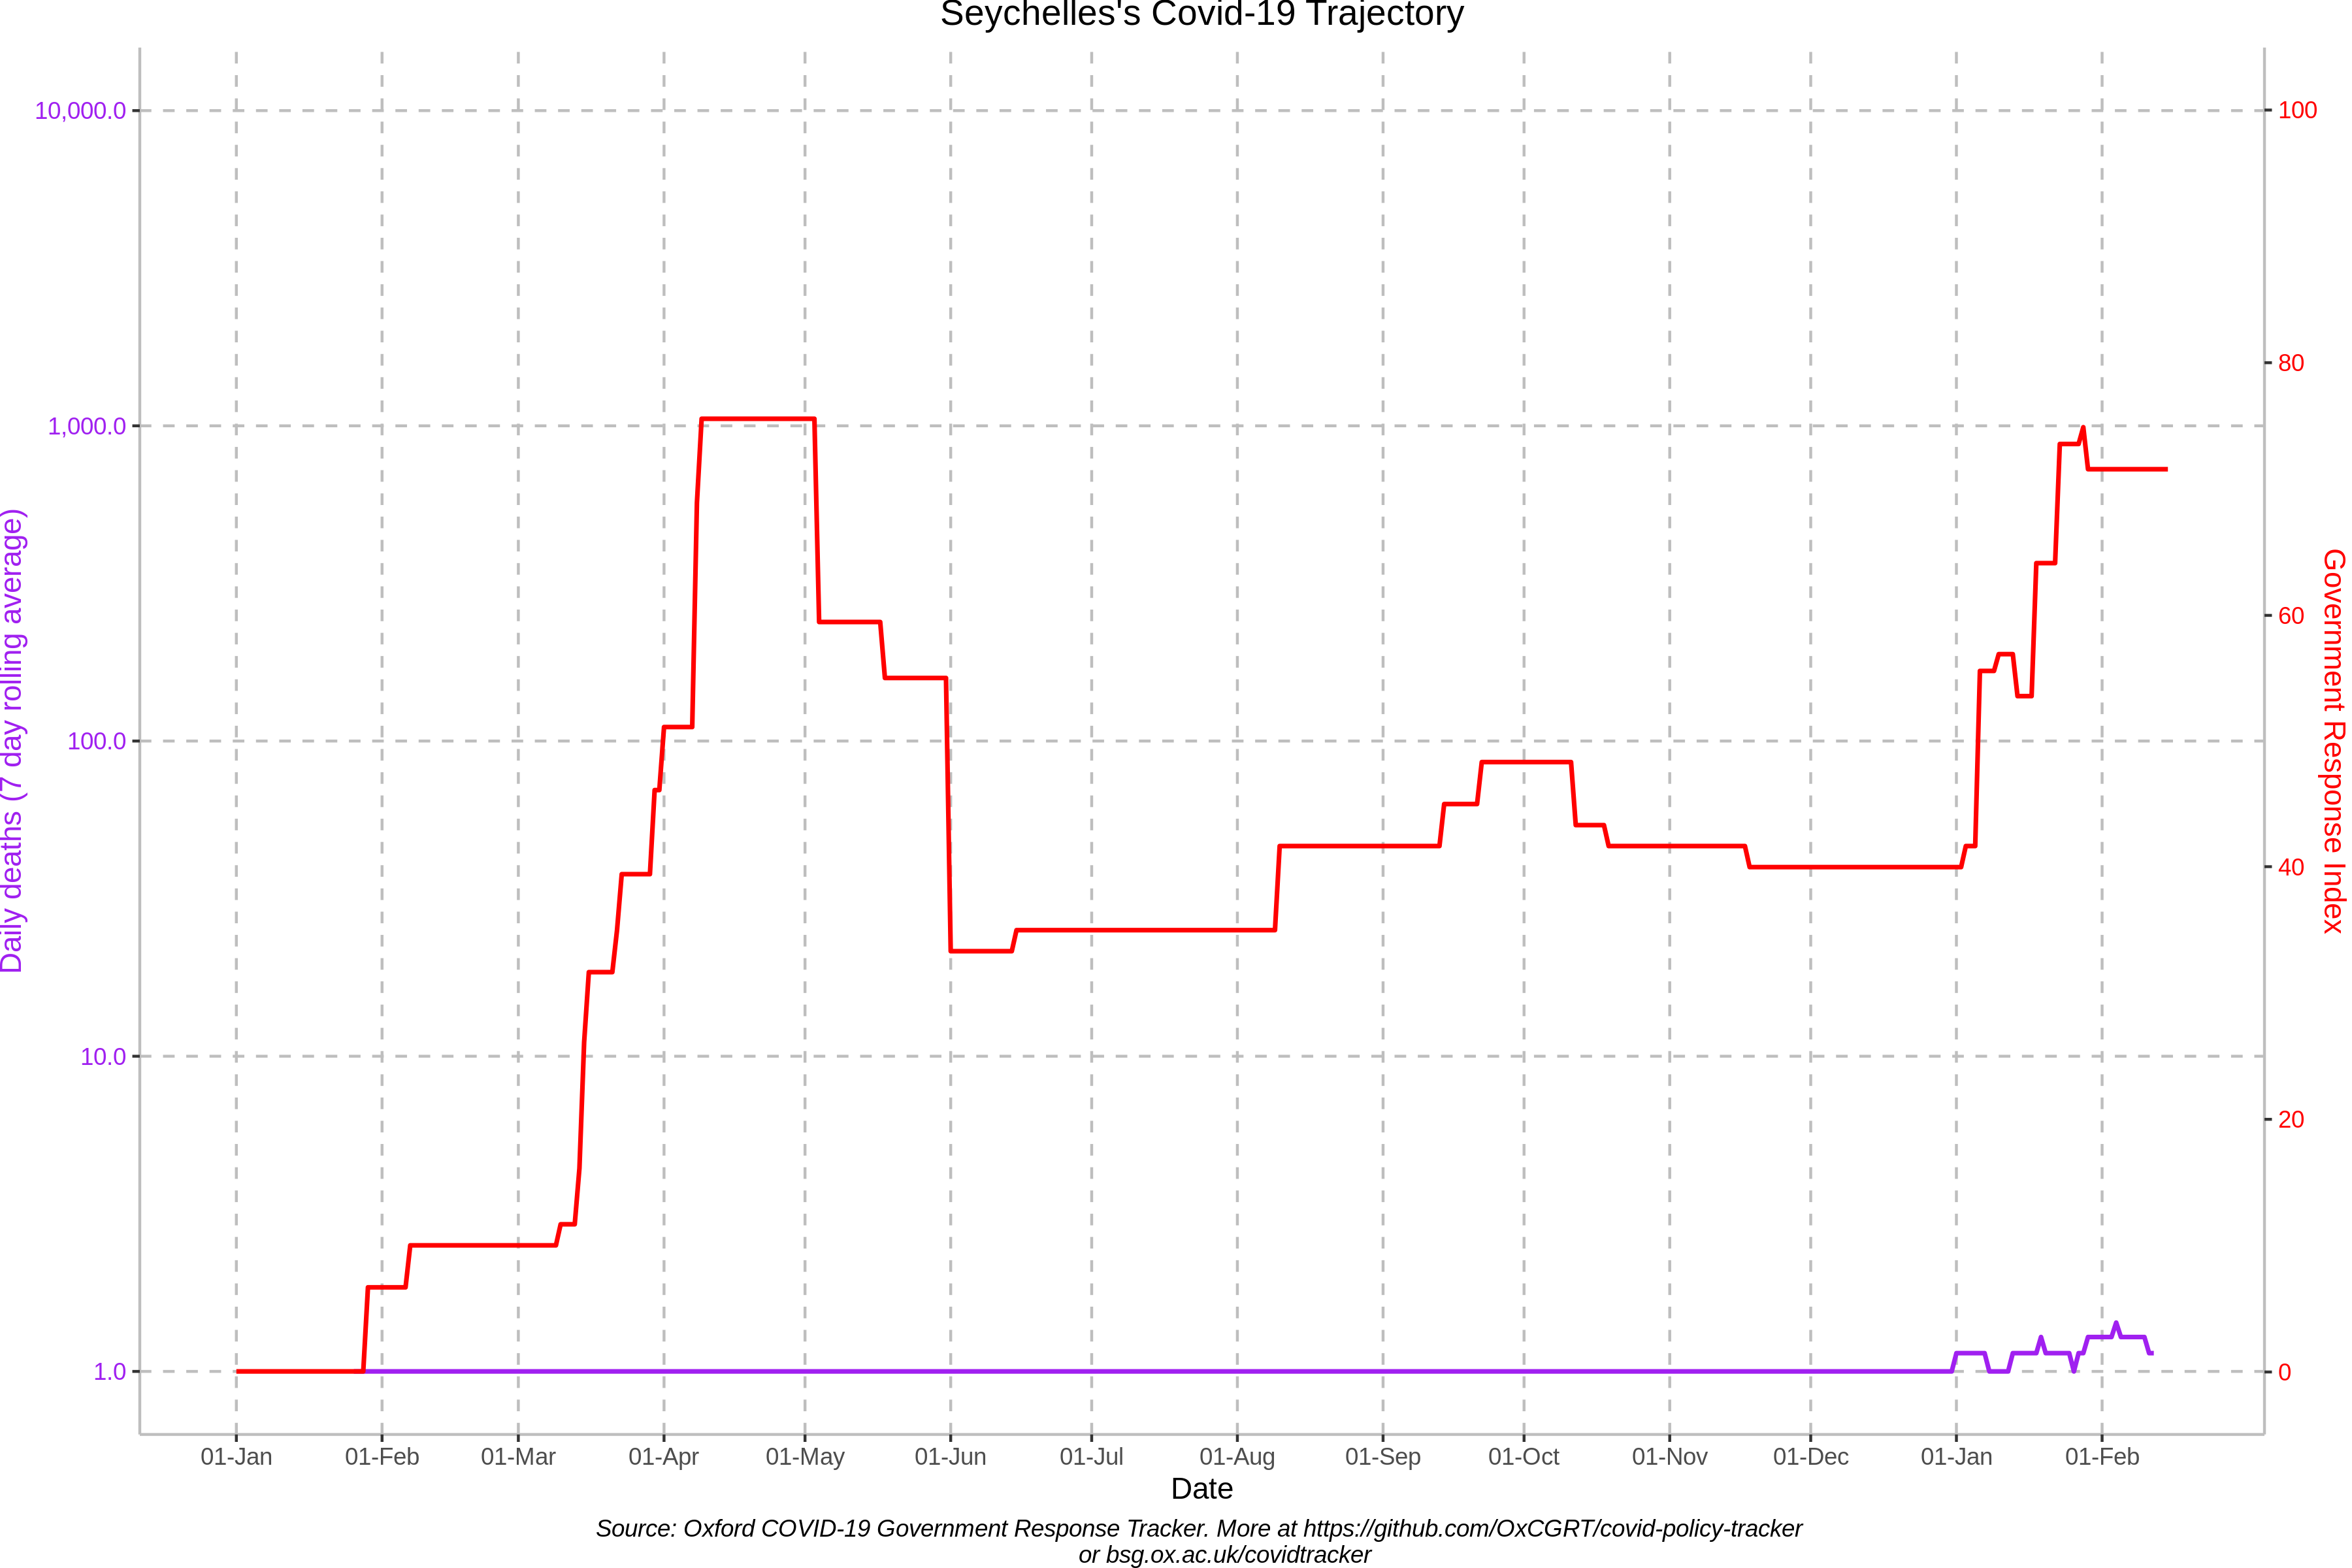 Seychelles's Covid-19 Trajectory
10,000.0
1,000.0
100.0
10.0
1.0
Daily deaths (7 day rolling average)
100
80
60
40
20
0
Government Response Index
01-Jan 01-Feb 01-Mar 01-Apr 01-May 01-Jun 01-Jul 01-Aug 01-Sep 01-Oct 01-Nov 01-Dec 01-Jan 01-Feb
Date
Source: Oxford COVID-19 Government Response Tracker. More at https://github.com/OxCGRT/covid-policy-tracker
or bsg.ox.ac.uk/covidtracker